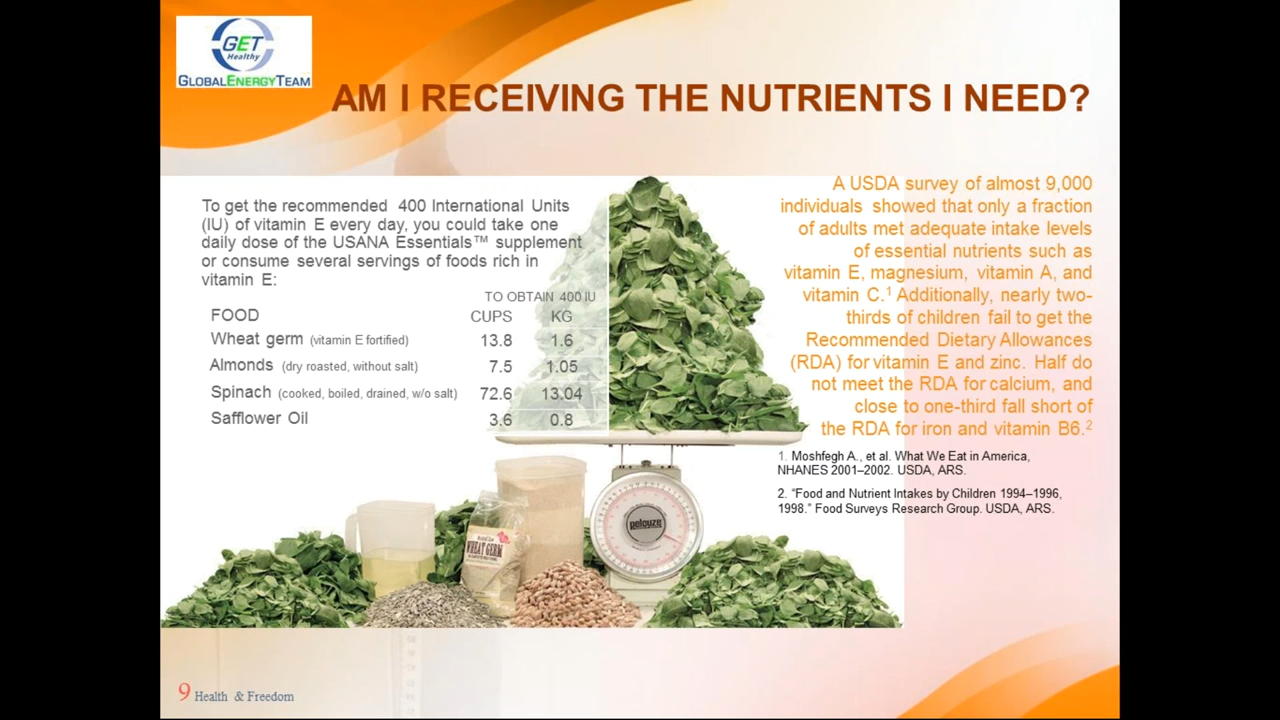 GET
Healthy
GLOBALENERGYTEAM
AM I RECEIVING THE NUTRIENTS I NEED?
To get the recommended 400 International Units
(IU) of vitamin E every day, you could take one
daily dose of the USANA Essentials™ supplement
or consume several servings of foods rich in
vitamin E:
TO OBTAIN 400 IU
FOOD CUPS KG
Wheat germ (vitamin E fortified) 13.8 1.6
Almonds (dry roasted, without salt) 7.5 1.05
Spinach (cooked, boiled, drained, w/o salt) 72.6 13.04
Safflower Oil 3.6 0.8
A USDA survey of almost 9,000
individuals showed that only a fraction
of adults met adequate intake levels
of essential nutrients such as
vitamin E, magnesium, vitamin A, and
vitamin C.¹ Additionally, nearly two-
thirds of children fail to get the
Recommended Dietary Allowances
(RDA) for vitamin E and zinc. Half do
not meet the RDA for calcium, and
close to one-third fall short of
the RDA for iron and vitamin B6.²
1. Moshfegh A., et al. What We Eat in America,
NHANES 2001–2002. USDA, ARS.
2. “Food and Nutrient Intakes by Children 1994–1996,
1998.” Food Surveys Research Group. USDA, ARS.
pelouze
WHEAT GERM
9 Health & Freedom